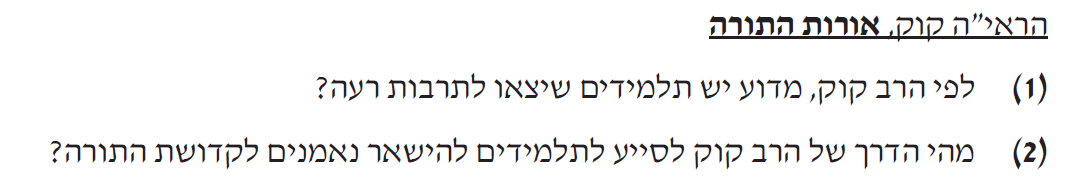 הראי"ה קוק, אורות התורה
(1) לפי הרב קוק, מדוע יש תלמידים שיצאו לתרבות רעה?
(2) מהי הדרך של הרב קוק לסייע לתלמידים להישאר נאמנים לקדושת התורה?